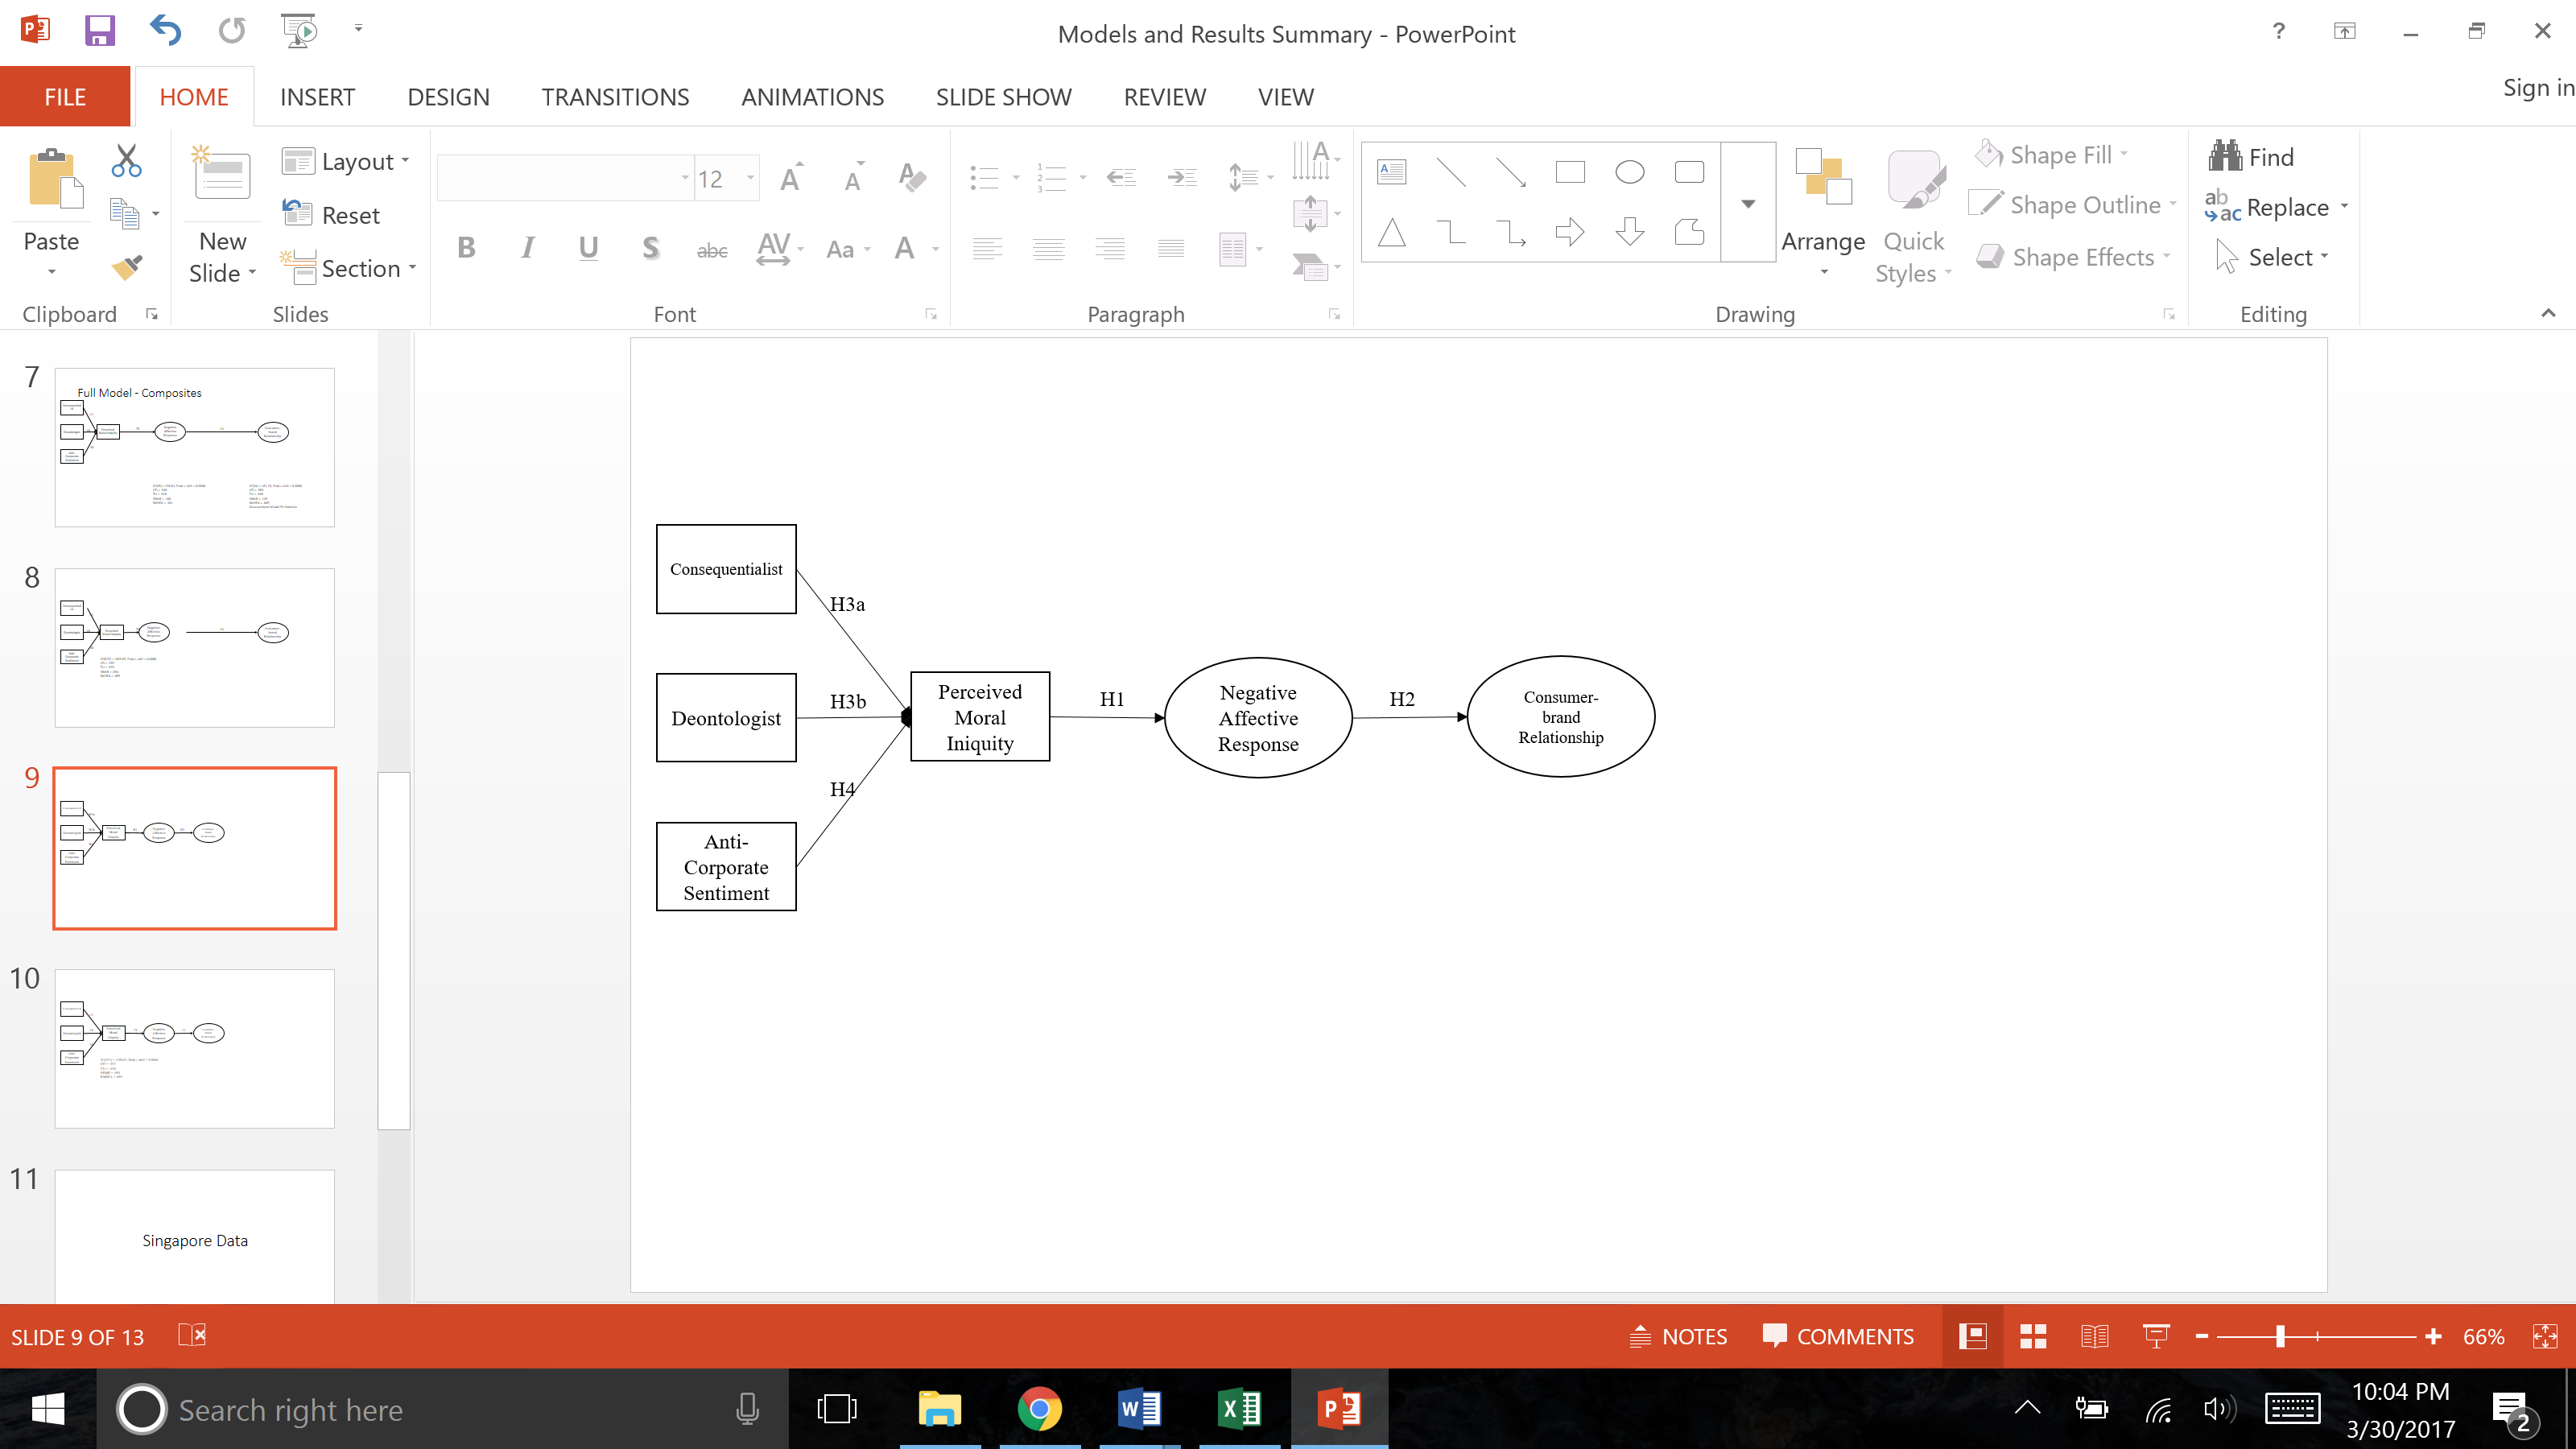 Models and Results Summary - PowerPoint
?
FILE
HOME
INSERT
DESIGN
TRANSITIONS
ANIMATIONS
SLIDE SHOW
REVIEW
VIEW
Sign in
Paste
Clipboard
New
Slide
Layout
Reset
Section
Slides
12
B I U S abc AV Aa A
Font
Paragraph
Arrange
Quick
Styles
Shape Fill
Shape Outline
Shape Effects
Drawing
Find
Replace
Select
Editing
7
Full Model - Composites
8
9
10
11
Singapore Data
Consequentialist
H3a
Deontologist
H3b
Anti-
Corporate
Sentiment
H4
Perceived
Moral
Iniquity
H1
Negative
Affective
Response
H2
Consumer-
brand
Relationship
SLIDE 9 OF 13
NOTES
COMMENTS
66%
Search right here
10:04 PM
3/30/2017
2